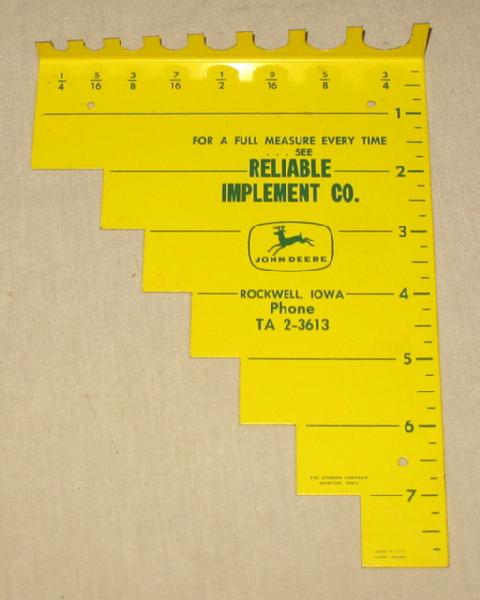 1/4 5/16 3/8 7/16 1/2 9/16 5/8 3/4
1
FOR A FULL MEASURE EVERY TIME
. . . SEE
RELIABLE
2
IMPLEMENT CO.
3
JOHN DEERE
ROCKWELL, IOWA
4
Phone
TA 2-3613
5
6
7